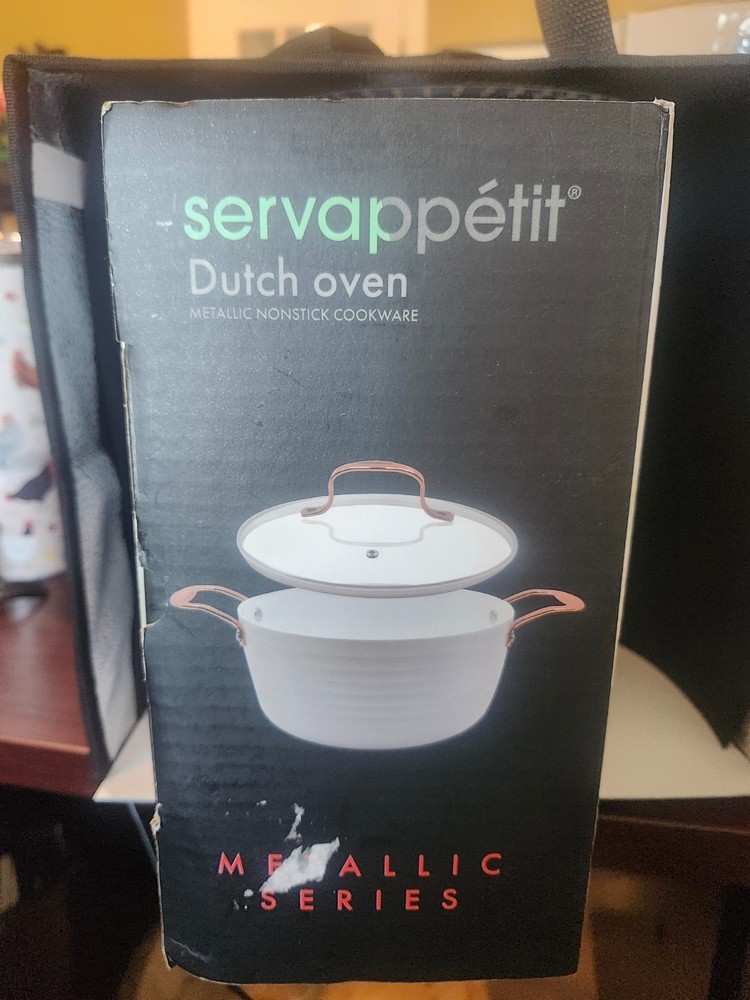 servappétit®
Dutch oven
METALLIC NONSTICK COOKWARE
METALLIC
SERIES